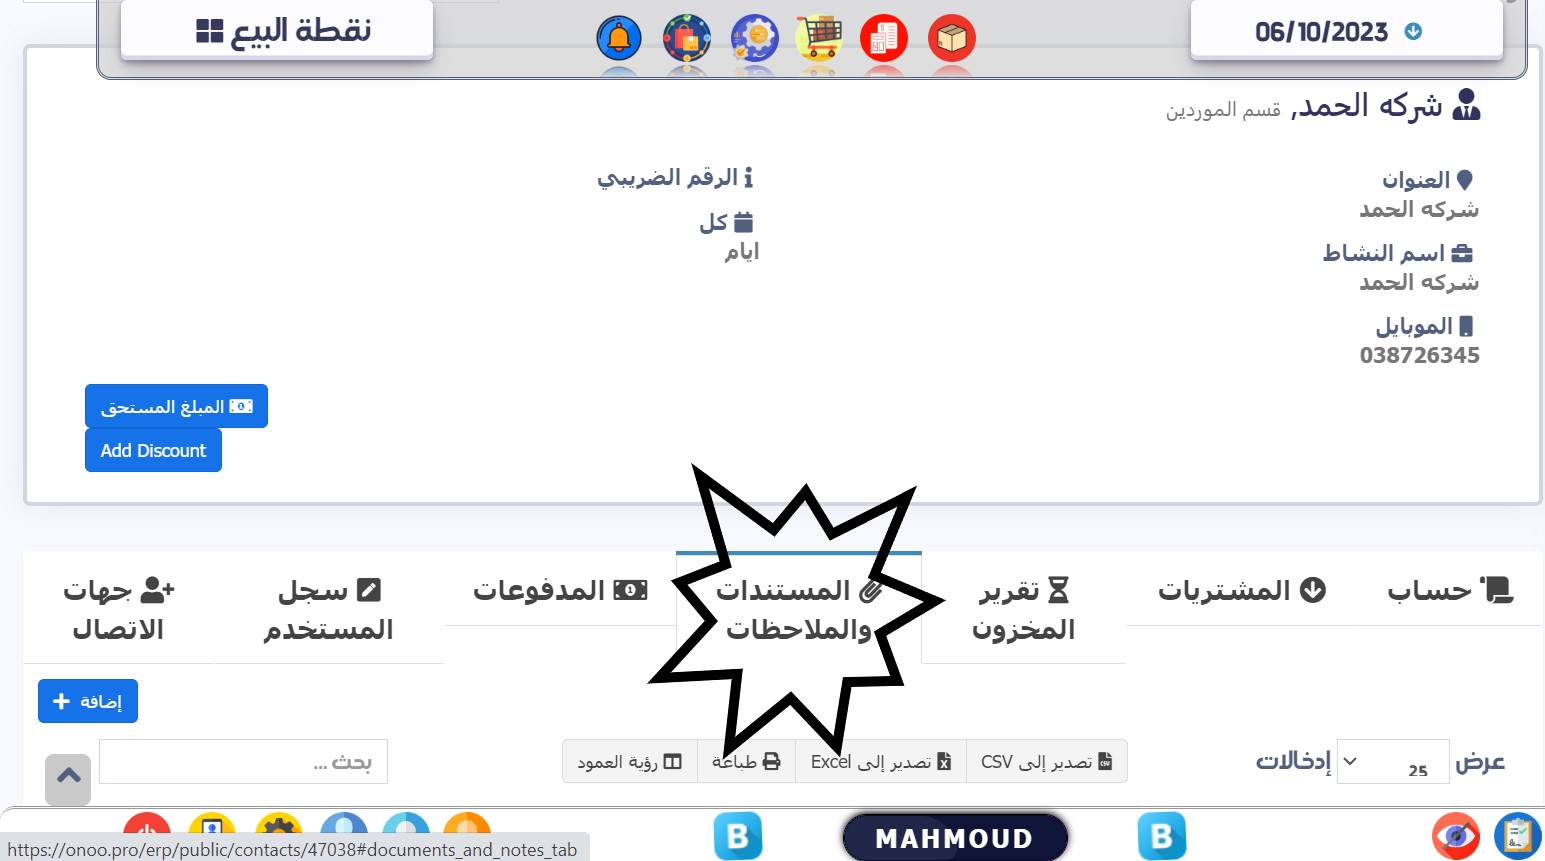 06/10/2023
نقطة البيع
شركه الحمد, قسم الموردين
العنوان
شركه الحمد
اسم النشاط
شركه الحمد
الموبايل
038726345
الرقم الضريبي
كل
ايام
المبلغ المستحق
Add Discount
حساب
المشتريات
تقرير
المخزون
المستندات
والملاحظات
المدفوعات
سجل
المستخدم
جهات
الاتصال
إضافة +
عرض 25 إدخالات
تصدير إلى CSV
تصدير إلى Excel
طباعة
رؤية العمود
بحث ...
B
MAHMOUD
B
https://onoo.pro/erp/public/contacts/47038#documents_and_notes_tab